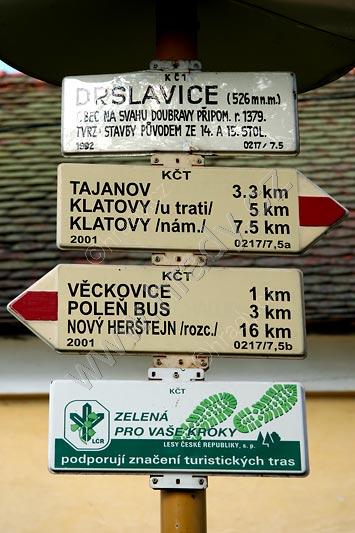 KČT
DRSLAVICE (526 m n.m.)
OBEC NA SVAHU DOUBRAVY PŘIPOM. r. 1379.
TVRZ - STAVBY PŮVODEM ZE 14. A 15. STOL.
1992 0217/7.5
KČT
TAJANOV 3.3 km
KLATOVY /u trati/ 5 km
KLATOVY /nám./ 7.5 km
2001 0217/7,5a
KČT
VĚCKOVICE 1 km
POLEŇ BUS 3 km
NOVÝ HERŠTEJN /rozc./ 16 km
2001 0217/7,5b
KČT
ZELENÁ
PRO VAŠE KROKY
LČR
LESY ČESKÉ REPUBLIKY, s. p.
podporují značení turistických tras